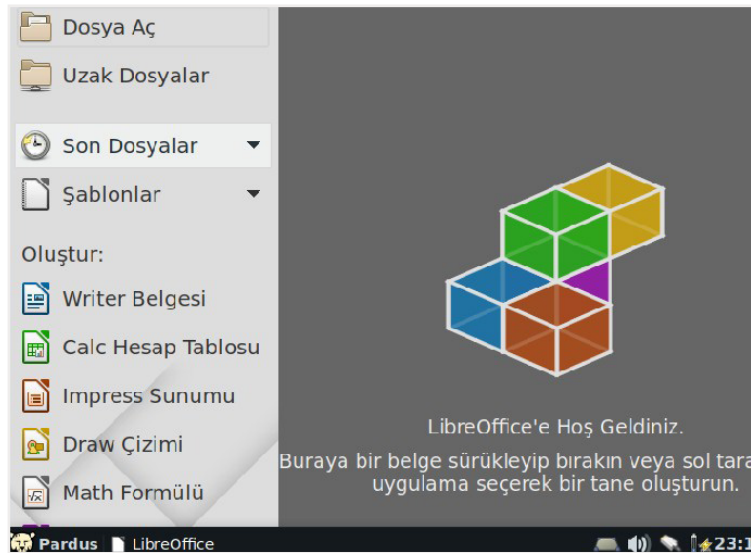 Dosya Aç
Uzak Dosyalar
Son Dosyalar
Şablonlar
Oluştur:
Writer Belgesi
Calc Hesap Tablosu
Impress Sunumu
Draw Çizimi
Math Formülü
LibreOffice'e Hoş Geldiniz.
Buraya bir belge sürükleyip bırakın veya sol
uygulama seçerek bir tane oluşturun.
Pardus
LibreOffice